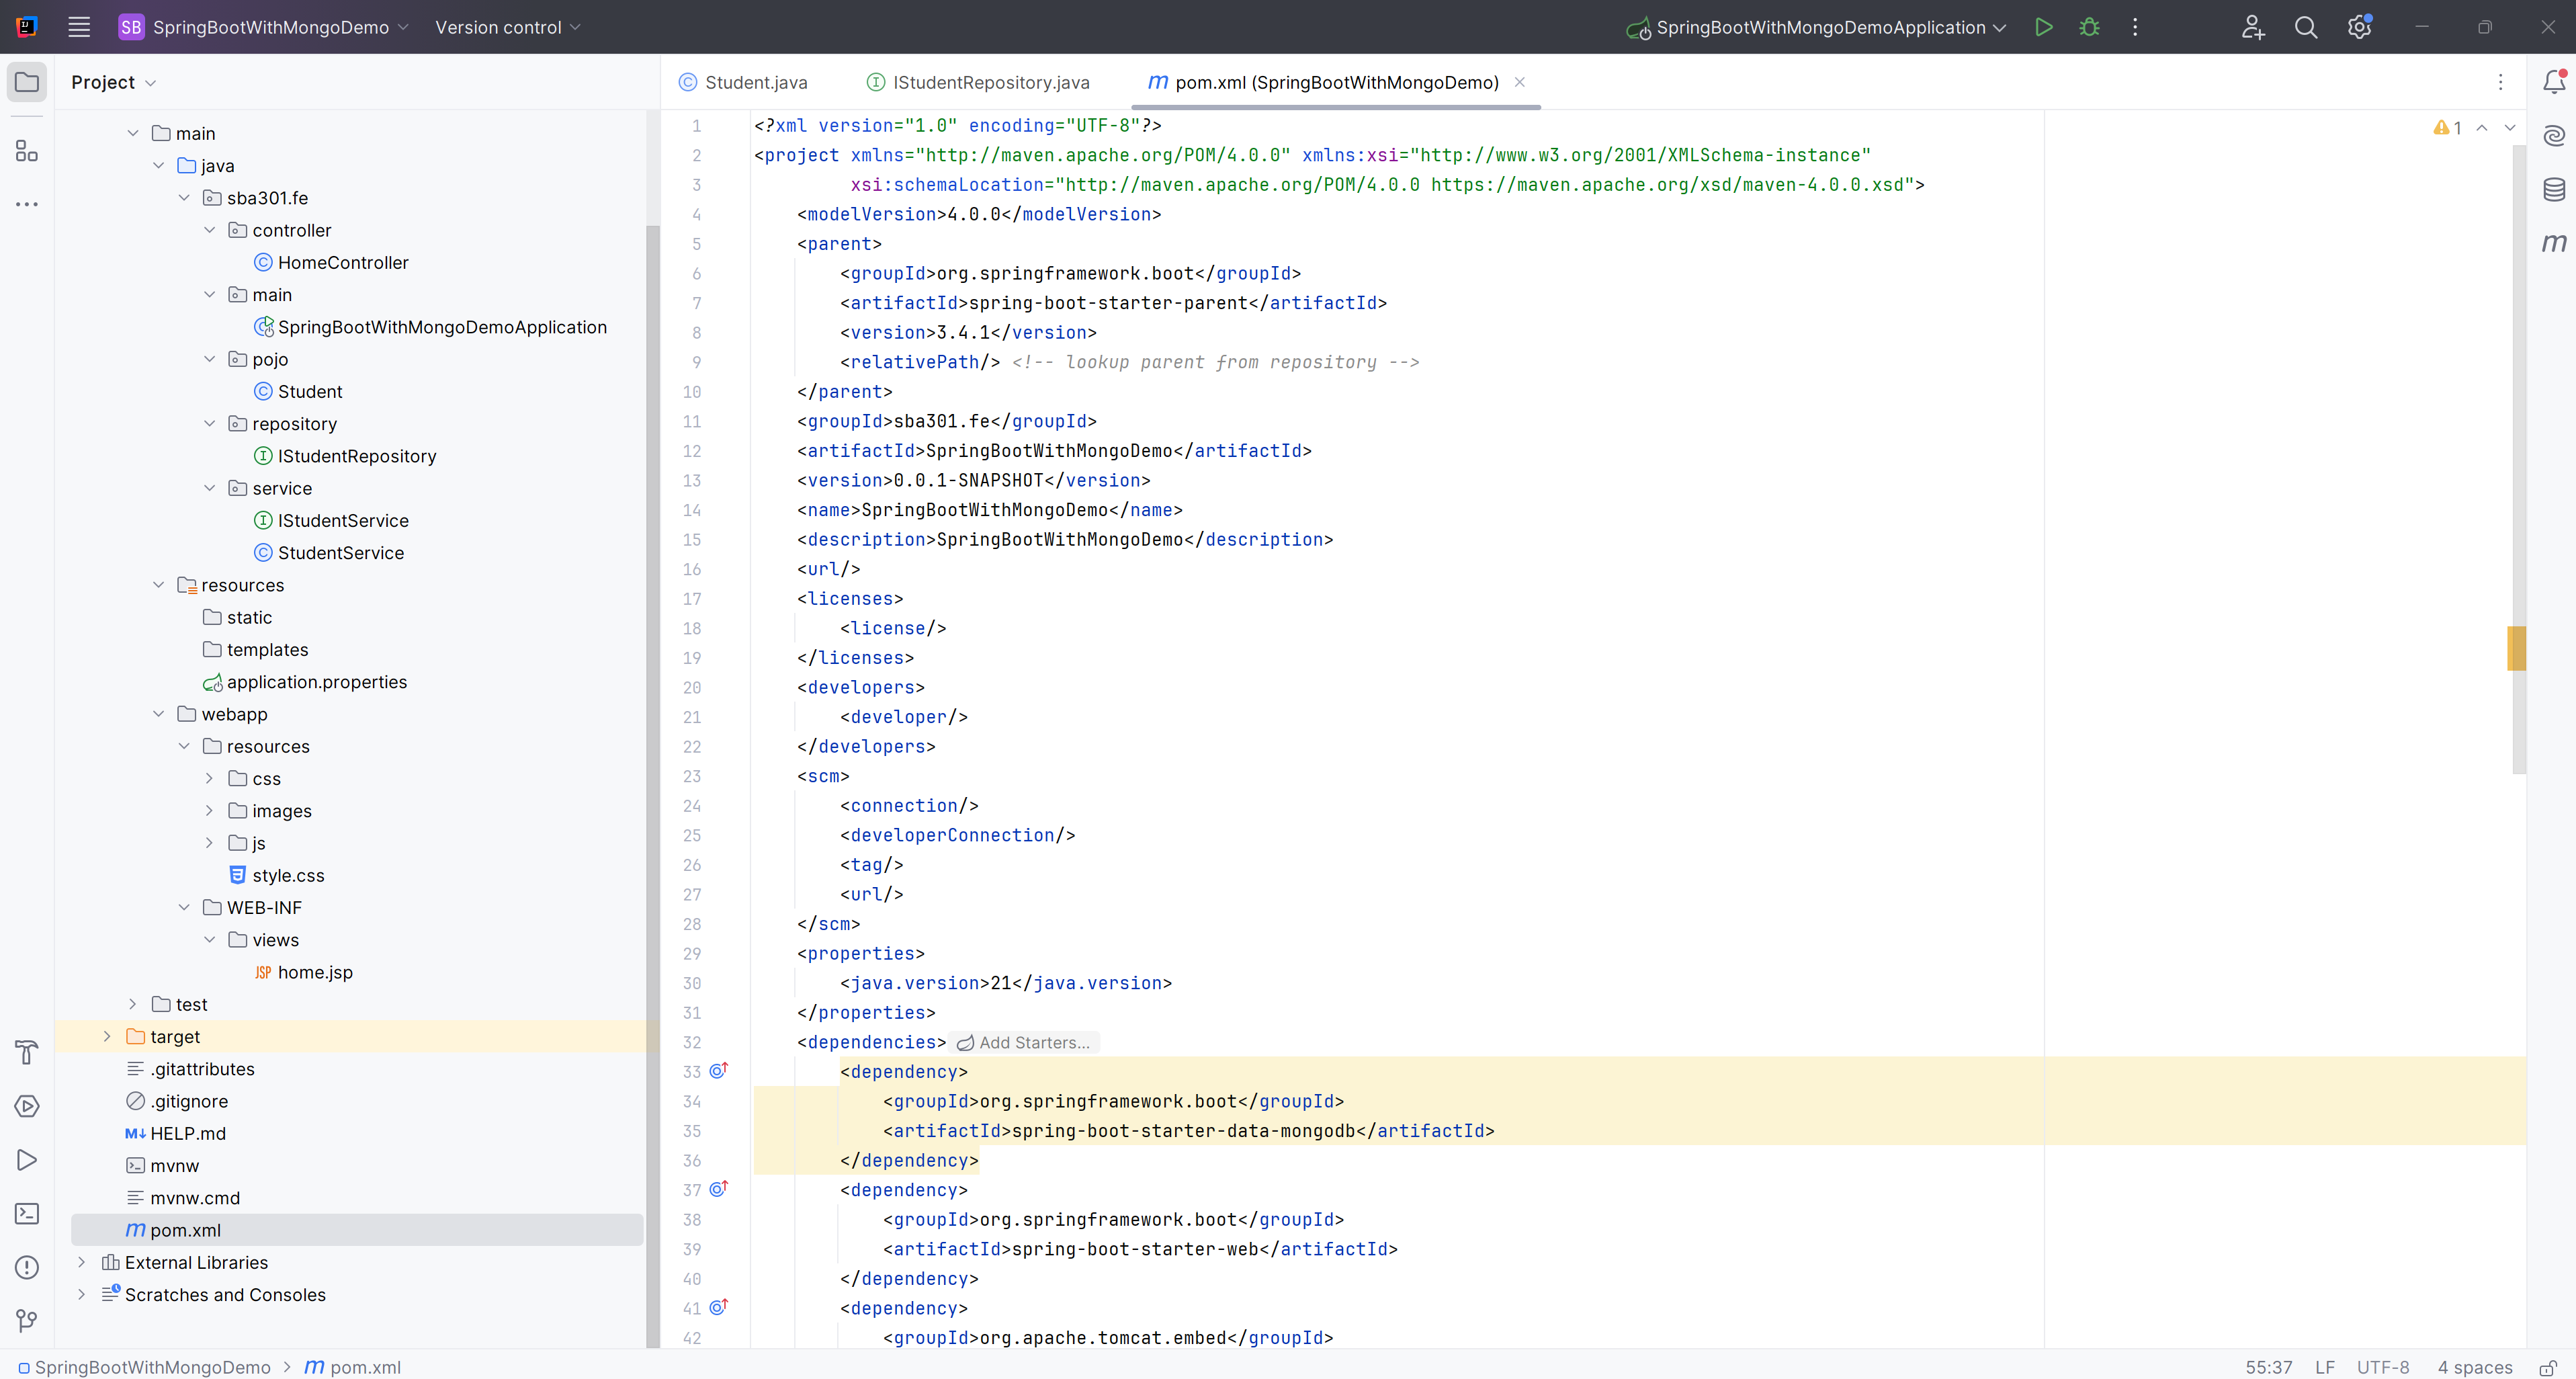 SB SpringBootWithMongoDemo Version control SpringBootWithMongoDemoApplication
Project
Student.java IStudentRepository.java pom.xml (SpringBootWithMongoDemo)
main
java
sba301.fe
controller
HomeController
main
SpringBootWithMongoDemoApplication
pojo
Student
repository
IStudentRepository
service
IStudentService
StudentService
resources
static
templates
application.properties
webapp
resources
css
images
js
style.css
WEB-INF
views
JSP home.jsp
test
target
.gitattributes
.gitignore
M↓ HELP.md
mvnw
mvnw.cmd
m pom.xml
External Libraries
Scratches and Consoles
1 <?xml version="1.0" encoding="UTF-8"?>
2 <project xmlns="http://maven.apache.org/POM/4.0.0" xmlns:xsi="http://www.w3.org/2001/XMLSchema-instance"
3 xsi:schemaLocation="http://maven.apache.org/POM/4.0.0 https://maven.apache.org/xsd/maven-4.0.0.xsd">
4 <modelVersion>4.0.0</modelVersion>
5 <parent>
6 <groupId>org.springframework.boot</groupId>
7 <artifactId>spring-boot-starter-parent</artifactId>
8 <version>3.4.1</version>
9 <relativePath/> <!-- lookup parent from repository -->
10 </parent>
11 <groupId>sba301.fe</groupId>
12 <artifactId>SpringBootWithMongoDemo</artifactId>
13 <version>0.0.1-SNAPSHOT</version>
14 <name>SpringBootWithMongoDemo</name>
15 <description>SpringBootWithMongoDemo</description>
16 <url/>
17 <licenses>
18 <license/>
19 </licenses>
20 <developers>
21 <developer/>
22 </developers>
23 <scm>
24 <connection/>
25 <developerConnection/>
26 <tag/>
27 <url/>
28 </scm>
29 <properties>
30 <java.version>21</java.version>
31 </properties>
32 <dependencies> Add Starters...
33 <dependency>
34 <groupId>org.springframework.boot</groupId>
35 <artifactId>spring-boot-starter-data-mongodb</artifactId>
36 </dependency>
37 <dependency>
38 <groupId>org.springframework.boot</groupId>
39 <artifactId>spring-boot-starter-web</artifactId>
40 </dependency>
41 <dependency>
42 <groupId>org.apache.tomcat.embed</groupId>
1
m
SpringBootWithMongoDemo > m pom.xml
55:37 LF UTF-8 4 spaces